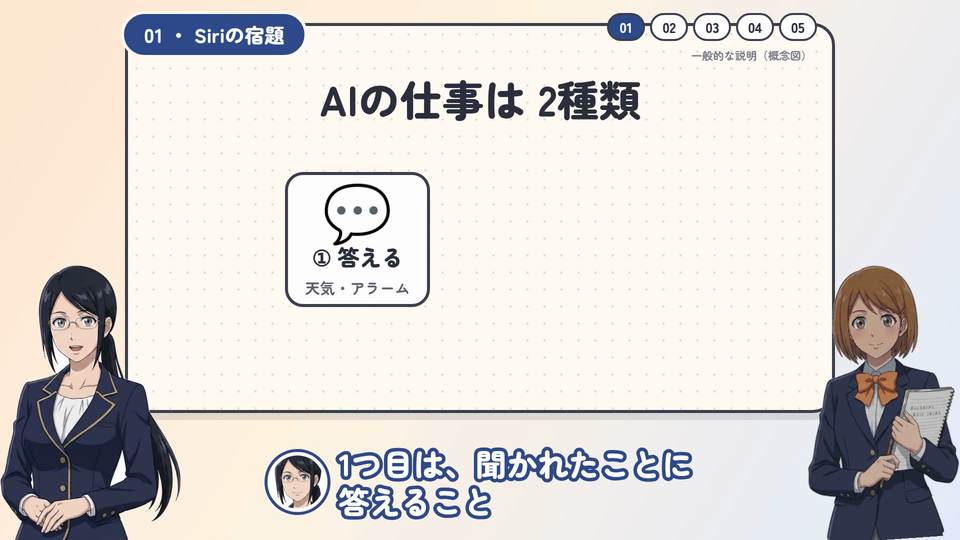 01 ・ Siriの宿題
01 02 03 04 05
一般的な説明（概念図）
AIの仕事は 2種類
① 答える
天気・アラーム
1つ目は、聞かれたことに
答えること